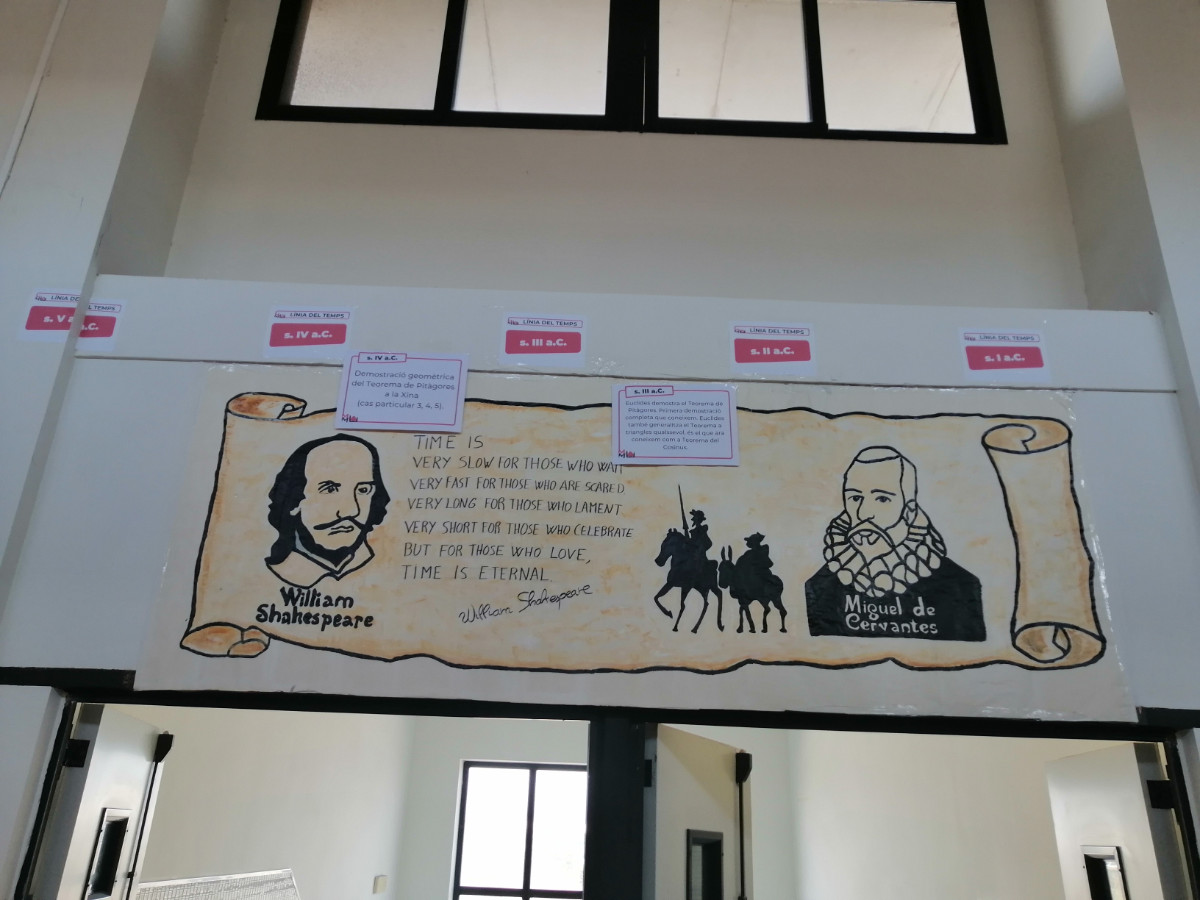 LÍNIA DEL TEMPS
s. V a.C.
LÍNIA DEL TEMPS
s. IV a.C.
LÍNIA DEL TEMPS
s. III a.C.
LÍNIA DEL TEMPS
s. II a.C.
LÍNIA DEL TEMPS
s. I a.C.
s. IV a.C.
Demostració geomètrica
del Teorema de Pitàgores
a la Xina
(cas particular 3, 4, 5).
s. III a.C.
Euclides demostra el Teorema de
Pitàgores. Primera demostració
completa que coneixem. Euclides
també generalitza el Teorema a
triangles qualssevol, és el que ara
coneixem com a Teorema del
Cosinus.
TIME IS
VERY SLOW FOR THOSE WHO WAIT
VERY FAST FOR THOSE WHO ARE SCARED
VERY LONG FOR THOSE WHO LAMENT
VERY SHORT FOR THOSE WHO CELEBRATE
BUT FOR THOSE WHO LOVE,
TIME IS ETERNAL.
William Shakespeare
William
Shakespeare
Miguel de
Cervantes